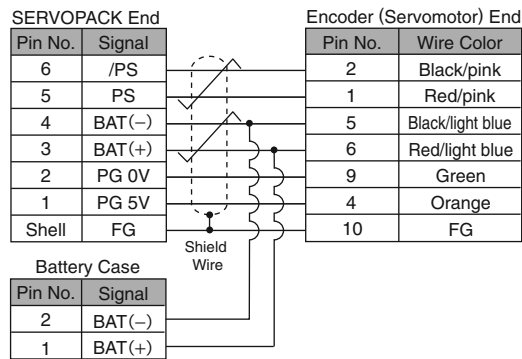 SERVOPACK End
Encoder (Servomotor) End
Pin No. Signal
Pin No. Wire Color
6 /PS
2 Black/pink
5 PS
1 Red/pink
4 BAT(−)
5 Black/light blue
3 BAT(+)
6 Red/light blue
2 PG 0V
9 Green
1 PG 5V
4 Orange
Shell FG
10 FG
Shield
Wire
Battery Case
Pin No. Signal
2 BAT(−)
1 BAT(+)